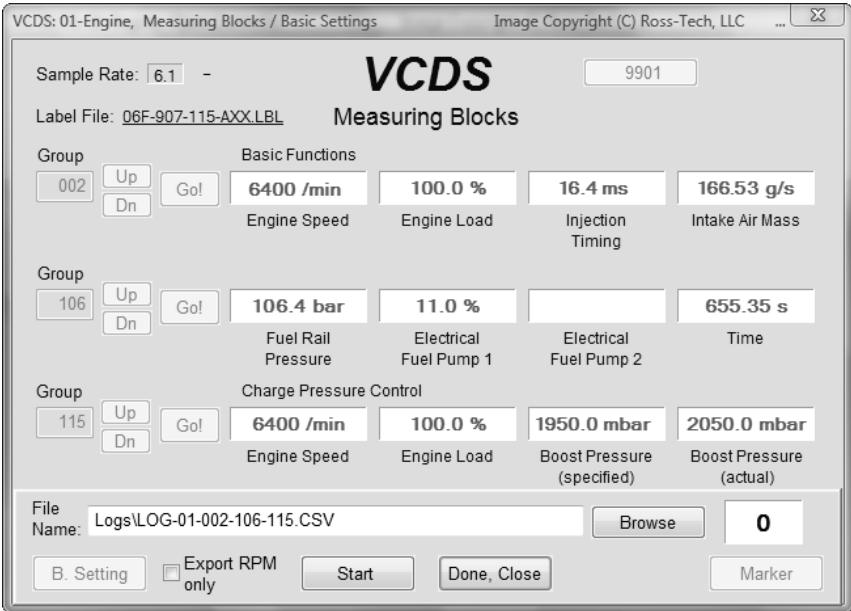 VCDS: 01-Engine, Measuring Blocks / Basic Settings Image Copyright (C) Ross-Tech, LLC ...
Sample Rate: 6.1 -
VCDS
9901
Label File: 06F-907-115-AXX.LBL
Measuring Blocks
Group
Basic Functions
002 Up Dn Go! 6400 /min 100.0 % 16.4 ms 166.53 g/s
Engine Speed Engine Load Injection Timing Intake Air Mass
Group
106 Up Dn Go! 106.4 bar 11.0 % 655.35 s
Fuel Rail Pressure Electrical Fuel Pump 1 Electrical Fuel Pump 2 Time
Group
Charge Pressure Control
115 Up Dn Go! 6400 /min 100.0 % 1950.0 mbar 2050.0 mbar
Engine Speed Engine Load Boost Pressure (specified) Boost Pressure (actual)
File Name: Logs\LOG-01-002-106-115.CSV Browse 0
B. Setting Export RPM only Start Done, Close Marker